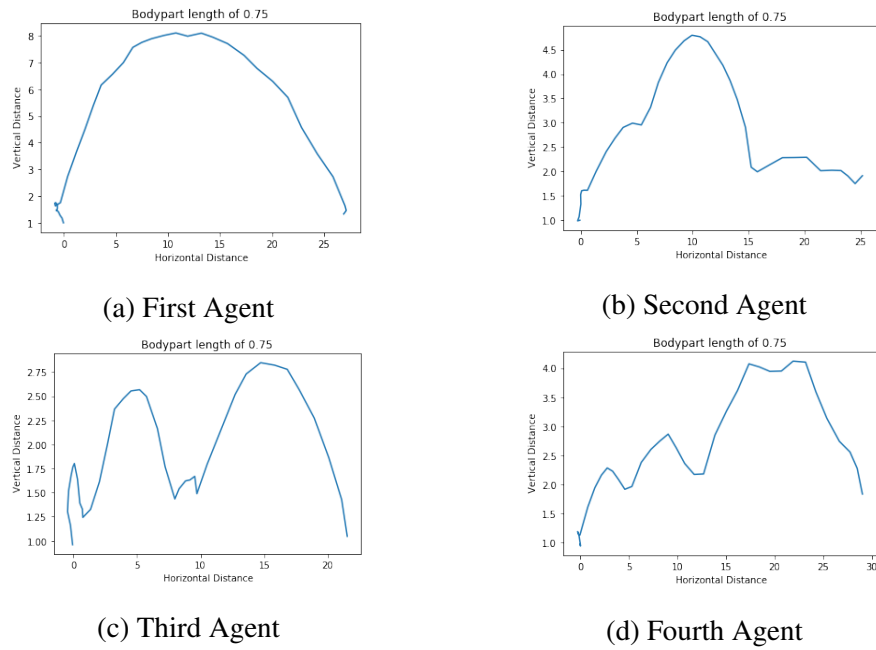 Bodypart length of 0.75
Vertical Distance
8
7
6
5
4
3
2
1
0 5 10 15 20 25
Horizontal Distance
(a) First Agent
Bodypart length of 0.75
Vertical Distance
4.5
4.0
3.5
3.0
2.5
2.0
1.5
1.0
0 5 10 15 20 25
Horizontal Distance
(b) Second Agent
Bodypart length of 0.75
Vertical Distance
2.75
2.50
2.25
2.00
1.75
1.50
1.25
1.00
0 5 10 15 20
Horizontal Distance
(c) Third Agent
Bodypart length of 0.75
Vertical Distance
4.0
3.5
3.0
2.5
2.0
1.5
1.0
0 5 10 15 20 25 30
Horizontal Distance
(d) Fourth Agent